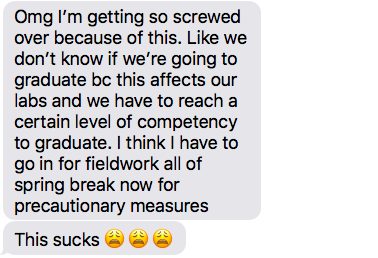 Omg I’m getting so screwed
over because of this. Like we
don’t know if we’re going to
graduate bc this affects our
labs and we have to reach a
certain level of competency
to graduate. I think I have to
go in for fieldwork all of
spring break now for
precautionary measures
This sucks 😩😩😩